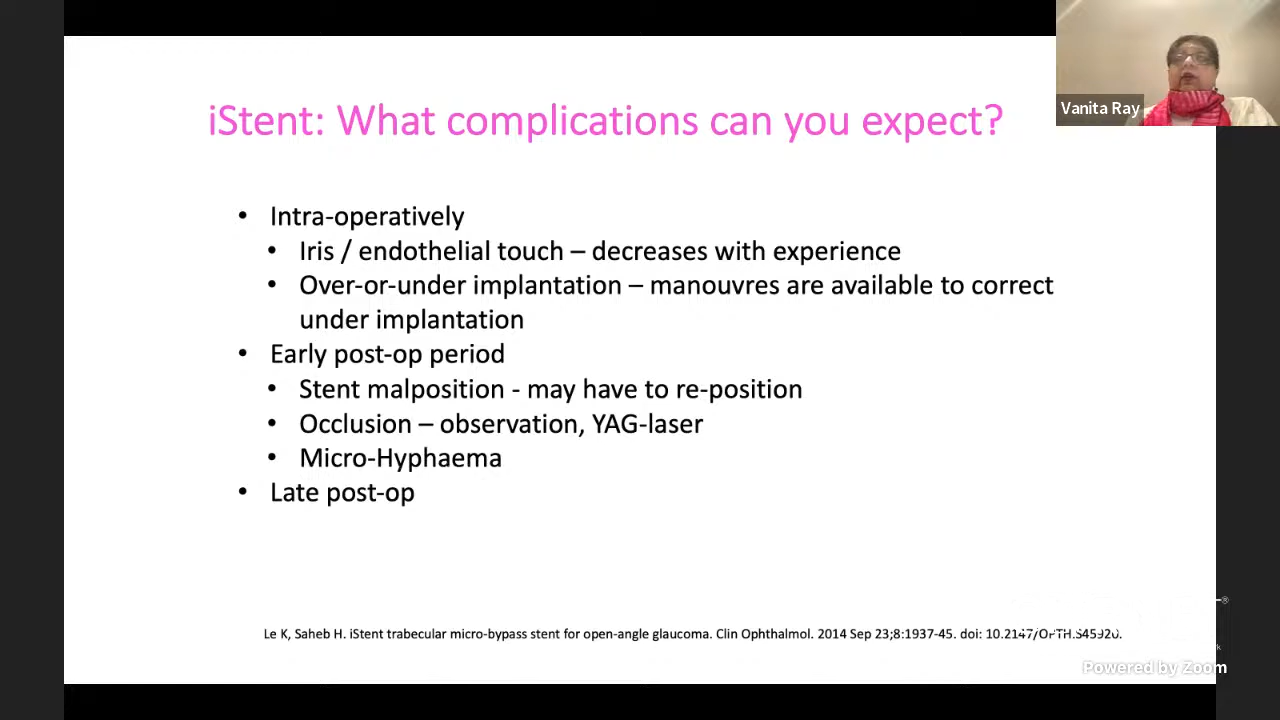 iStent: What complications can you expect?
Vanita Ray
• Intra-operatively
• Iris / endothelial touch – decreases with experience
• Over-or-under implantation – manouvres are available to correct
under implantation
• Early post-op period
• Stent malposition - may have to re-position
• Occlusion – observation, YAG-laser
• Micro-Hyphaema
• Late post-op
Le K, Saheb H. iStent trabecular micro-bypass stent for open-angle glaucoma. Clin Ophthalmol. 2014 Sep 23;8:1937-45. doi: 10.2147/OPTH.S45920.
®
k
Powered by Zoom